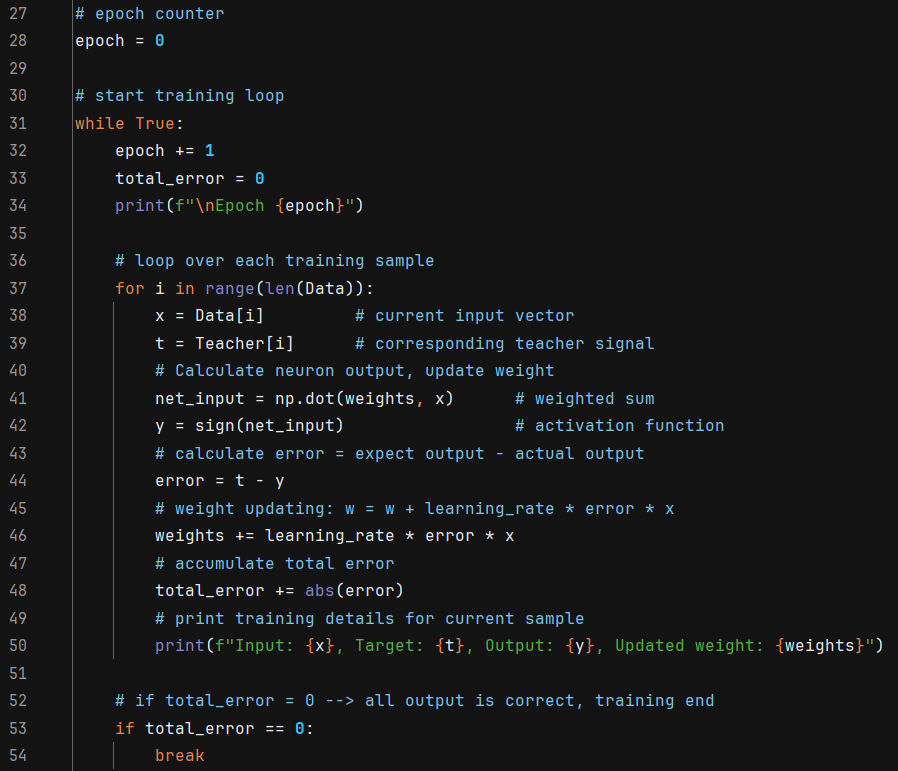 27 # epoch counter
28 epoch = 0
29
30 # start training loop
31 while True:
32     epoch += 1
33     total_error = 0
34     print(f"\nEpoch {epoch}")
35
36     # loop over each training sample
37     for i in range(len(Data)):
38         x = Data[i]         # current input vector
39         t = Teacher[i]      # corresponding teacher signal
40         # Calculate neuron output, update weight
41         net_input = np.dot(weights, x)      # weighted sum
42         y = sign(net_input)                 # activation function
43         # calculate error = expect output - actual output
44         error = t - y
45         # weight updating: w = w + learning_rate * error * x
46         weights += learning_rate * error * x
47         # accumulate total error
48         total_error += abs(error)
49         # print training details for current sample
50         print(f"Input: {x}, Target: {t}, Output: {y}, Updated weight: {weights}")
51
52     # if total_error = 0 --> all output is correct, training end
53     if total_error == 0:
54         break